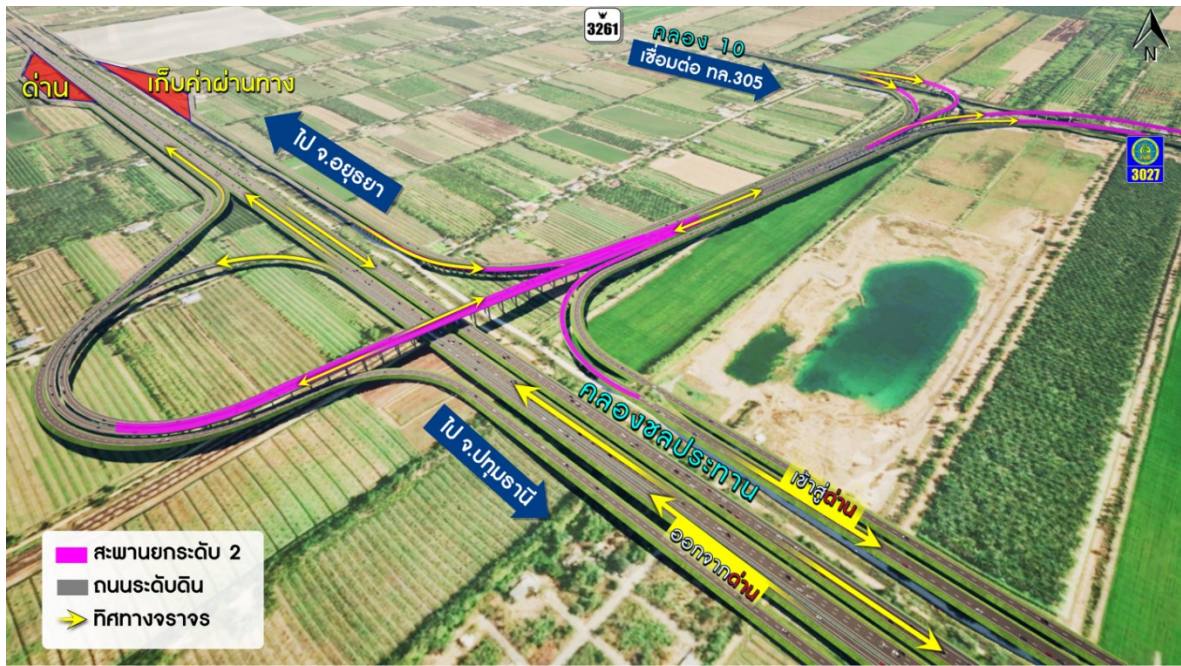 3261
คลอง 10
เชื่อมต่อ ทล.305
N
ด่าน
เก็บค่าผ่านทาง
ไป จ.อยุธยา
3027
คลองชลประทาน
ไป จ.ปทุมธานี
เข้าสู่ด่าน
ออกจากด่าน
สะพานยกระดับ 2
ถนนระดับดิน
ทิศทางจราจร